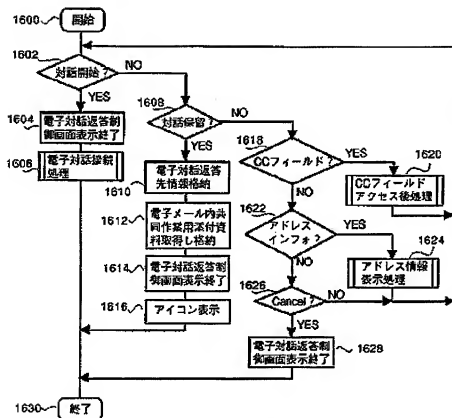 1600
開始
1602
対話開始？
NO
YES
1604
電子対話返答制
御画面表示終了
1606
電子対話接続
処理
1608
対話保留？
NO
YES
1610
電子対話返答
先情報格納
1612
電子メール内共
同作業用添付資
料取得し格納
1614
電子対話返答制
御画面表示終了
1616
アイコン表示
1618
CCフィールド？
YES
NO
1620
CCフィールド
アクセス後処理
1622
アドレス
インフォ？
YES
NO
1624
アドレス情報
表示処理
1626
Cancel？
NO
YES
電子対話返答制
御画面表示終了
1628
1630
終了